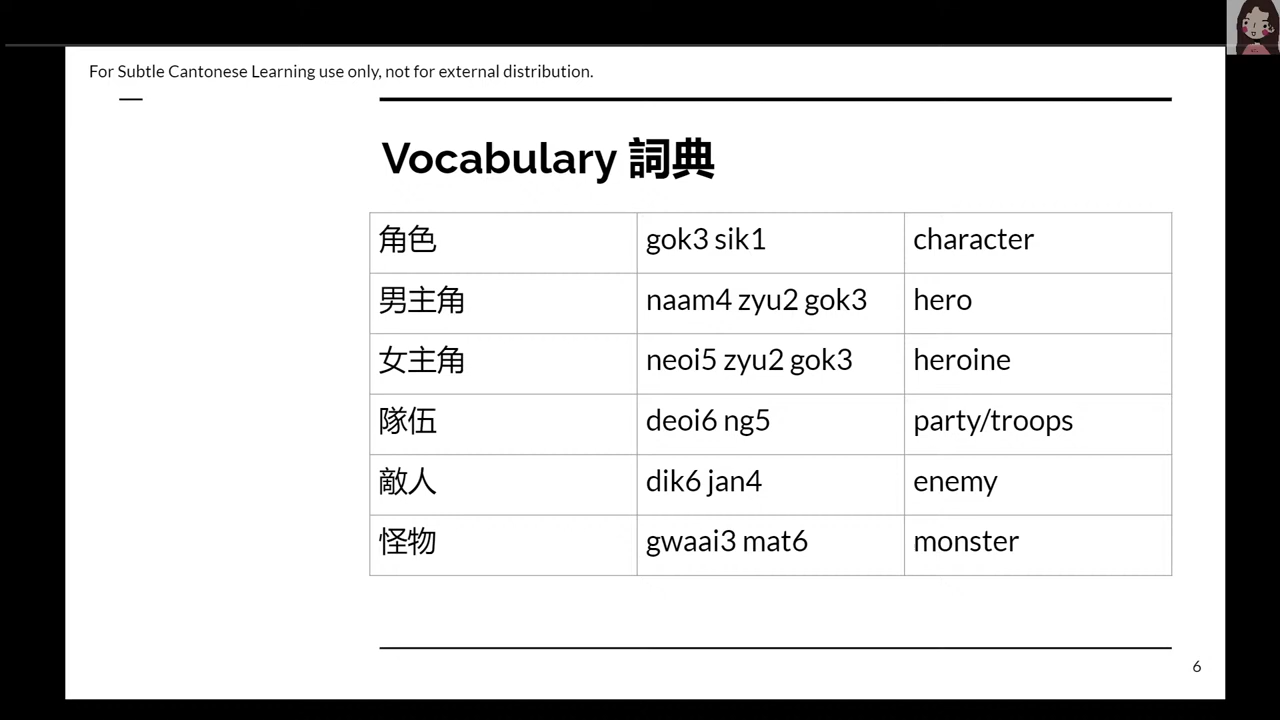 For Subtle Cantonese Learning use only, not for external distribution.
Vocabulary 詞典
角色 gok3 sik1 character
男主角 naam4 zyu2 gok3 hero
女主角 neoi5 zyu2 gok3 heroine
隊伍 deoi6 ng5 party/troops
敵人 dik6 jan4 enemy
怪物 gwaai3 mat6 monster
6